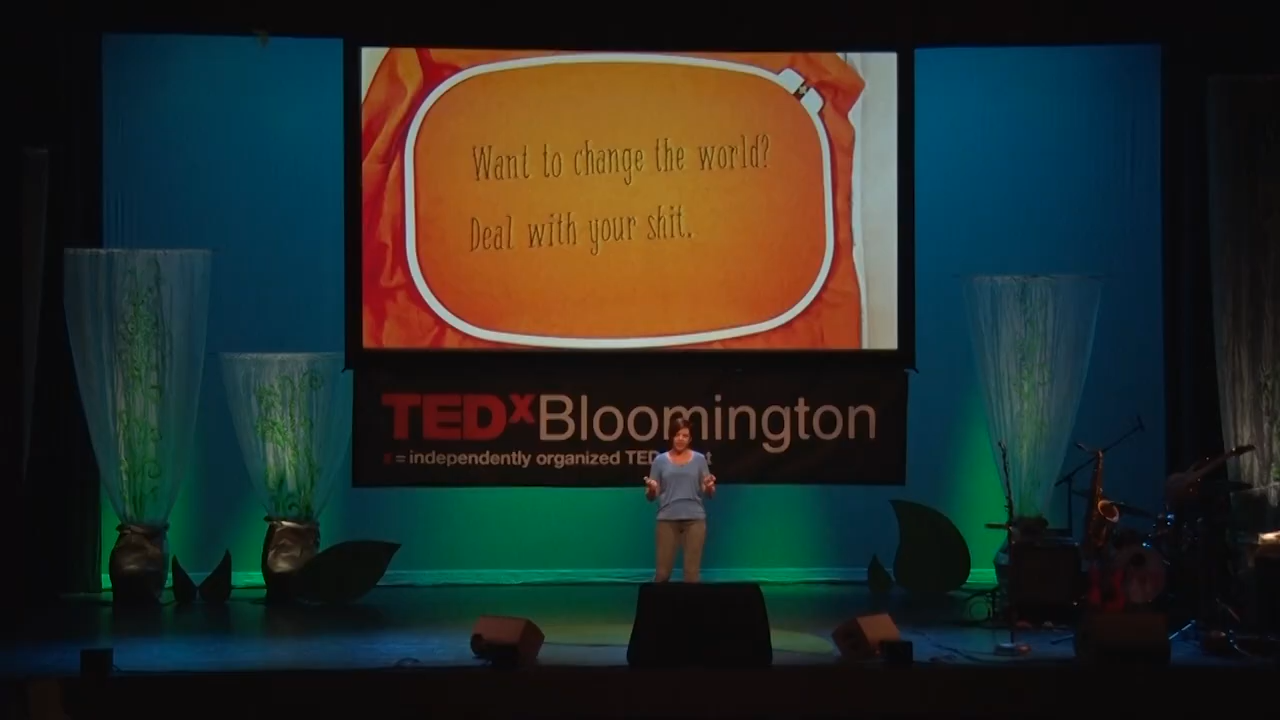 Want to change the world?
Deal with your shit.
TEDxBloomington
= independently organized TED